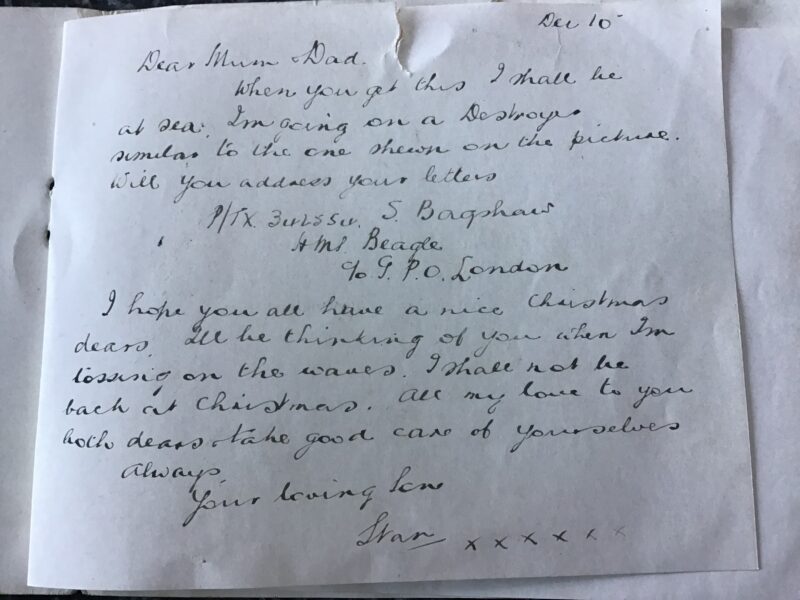 Dec 10
Dear Mum & Dad.
When you get this I shall be
at sea. I'm going on a Destroyer
similar to the one shewn on the picture.
Will you address your letters
P/JX. S. Bagshaw
HMS Beagle
c/o G.P.O. London
I hope you all have a nice Christmas
dears, I'll be thinking of you when I'm
tossing on the waves. I shall not be
back at Christmas. All my love to you
both dears & take good care of yourselves
always
Your loving Son
Stan x x x x x x